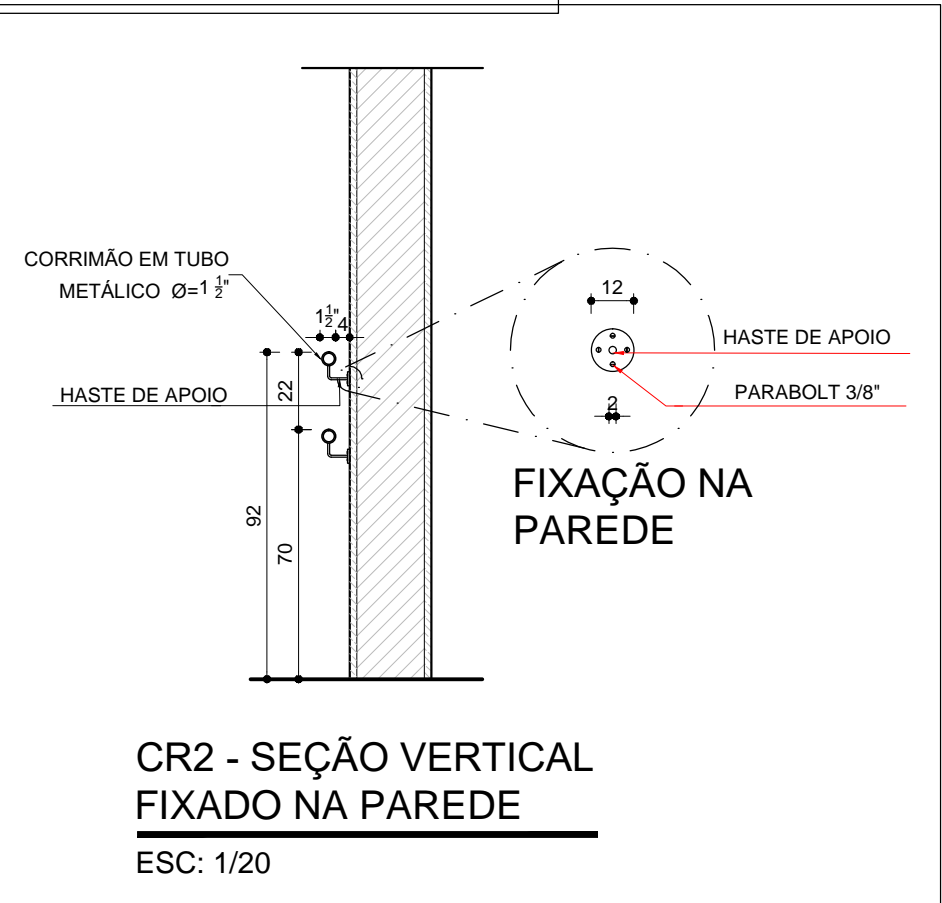 CORRIMÃO EM TUBO
METÁLICO Ø=1 1/2"
1 1/2"
4
HASTE DE APOIO
22
92
70
12
HASTE DE APOIO
PARABOLT 3/8"
2
FIXAÇÃO NA
PAREDE
CR2 - SEÇÃO VERTICAL
FIXADO NA PAREDE
ESC: 1/20